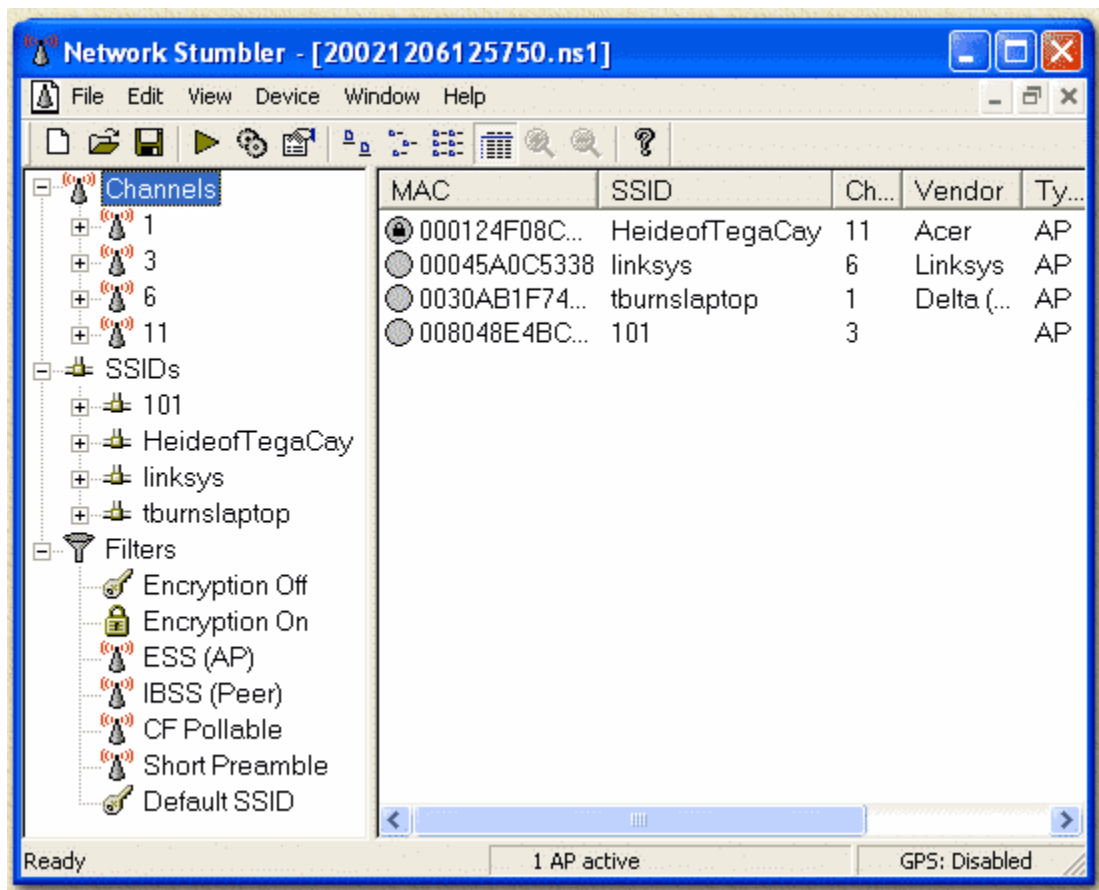 Network Stumbler - [20021206125750.ns1]
File Edit View Device Window Help
Channels
1
3
6
11
SSIDs
101
HeideofTegaCay
linksys
tburnslaptop
Filters
Encryption Off
Encryption On
ESS (AP)
IBSS (Peer)
CF Pollable
Short Preamble
Default SSID
MAC SSID Ch... Vendor Ty...
000124F08C... HeideofTegaCay 11 Acer AP
00045A0C5338 linksys 6 Linksys AP
0030AB1F74... tburnslaptop 1 Delta (... AP
008048E4BC... 101 3 AP
Ready 1 AP active GPS: Disabled